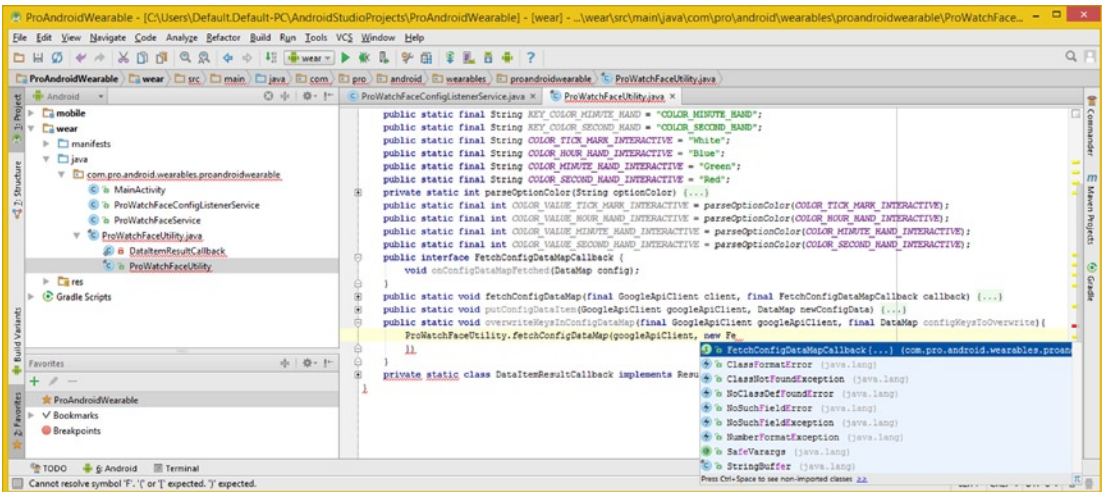 ProAndroidWearable - [C:\Users\Default.Default-PC\AndroidStudioProjects\ProAndroidWearable] - [wear] - ...\wear\src\main\java\com\pro\android\wearables\proandroidwearable\ProWatchFace...
File Edit View Navigate Code Analyze Refactor Build Run Tools VCS Window Help
wear
ProAndroidWearable wear src main java com pro android wearables proandroidwearable ProWatchFaceUtility.java
Android
ProWatchFaceConfigListenerService.java × ProWatchFaceUtility.java ×
1: Project
7: Structure
Build Variants
2: Favorites
mobile
wear
manifests
java
com.pro.android.wearables.proandroidwearable
MainActivity
ProWatchFaceConfigListenerService
ProWatchFaceService
ProWatchFaceUtility.java
DataItemResultCallback
ProWatchFaceUtility
res
Gradle Scripts
Favorites
ProAndroidWearable
Bookmarks
Breakpoints
public static final String KEY_COLOR_MINUTE_HAND = "COLOR_MINUTE_HAND";
public static final String KEY_COLOR_SECOND_HAND = "COLOR_SECOND_HAND";
public static final String COLOR_TICK_MARK_INTERACTIVE = "White";
public static final String COLOR_HOUR_HAND_INTERACTIVE = "Blue";
public static final String COLOR_MINUTE_HAND_INTERACTIVE = "Green";
public static final String COLOR_SECOND_HAND_INTERACTIVE = "Red";
private static int parseOptionColor(String optionColor) {...}
public static final int COLOR_VALUE_TICK_MARK_INTERACTIVE = parseOptionColor(COLOR_TICK_MARK_INTERACTIVE);
public static final int COLOR_VALUE_HOUR_HAND_INTERACTIVE = parseOptionColor(COLOR_HOUR_HAND_INTERACTIVE);
public static final int COLOR_VALUE_MINUTE_HAND_INTERACTIVE = parseOptionColor(COLOR_MINUTE_HAND_INTERACTIVE);
public static final int COLOR_VALUE_SECOND_HAND_INTERACTIVE = parseOptionColor(COLOR_SECOND_HAND_INTERACTIVE);
public interface FetchConfigDataMapCallback {
void onConfigDataMapFetched(DataMap config);
}
public static void fetchConfigDataMap(final GoogleApiClient client, final FetchConfigDataMapCallback callback) {...}
public static void putConfigDataItem(GoogleApiClient googleApiClient, DataMap newConfigData) {...}
public static void overwriteKeysInConfigDataMap(final GoogleApiClient googleApiClient, final DataMap configKeysToOverwrite){
ProWatchFaceUtility.fetchConfigDataMap(googleApiClient, new Fe
})
}
private static class DataItemResultCallback implements Resu
}
FetchConfigDataMapCallback{...} (com.pro.android.wearables.proan
ClassFormatError (java.lang)
ClassNotFoundException (java.lang)
NoClassDefFoundError (java.lang)
NoSuchFieldError (java.lang)
NoSuchFieldException (java.lang)
NumberFormatException (java.lang)
SafeVarargs (java.lang)
StringBuffer (java.lang)
Press Ctrl+Space to see non-imported classes >>
Commander
Maven Projects
Gradle
TODO 6: Android Terminal
Cannot resolve symbol 'F'. '(' or '[' expected. ')' expected.